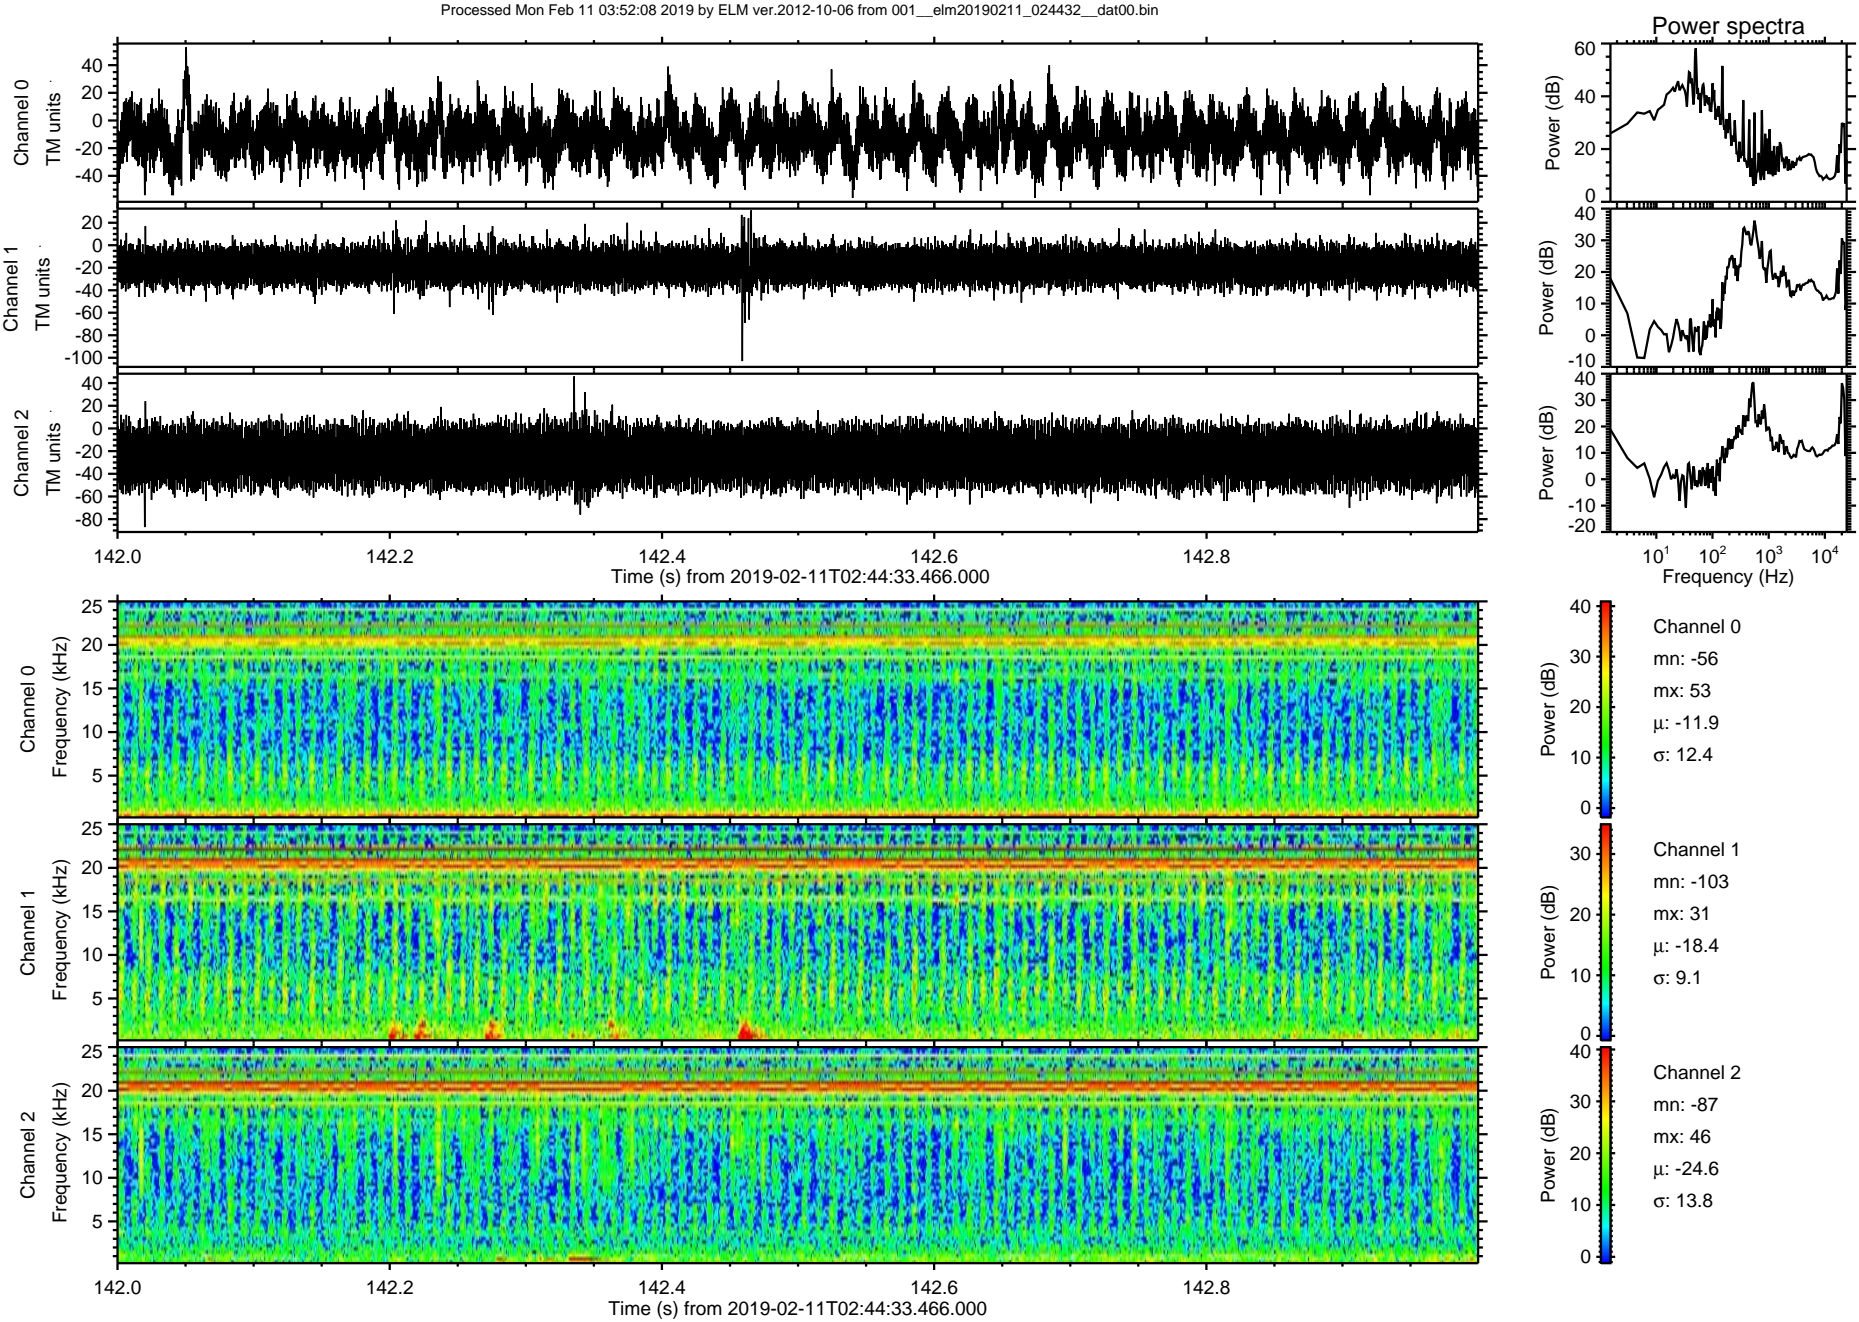 Processed Mon Feb 11 03:52:08 2019 by ELM ver.2012-10-06 from 001__elm20190211_024432__dat00.bin
Power spectra
Channel 0
TM units
40
20
0
-20
-40
Power (dB)
60
40
20
0
Channel 1
TM units
20
0
-20
-40
-60
-80
-100
Power (dB)
40
30
20
10
0
-10
Channel 2
TM units
40
20
0
-20
-40
-60
-80
Power (dB)
40
30
20
10
0
-10
-20
142.0 142.2 142.4 142.6 142.8
Time (s) from 2019-02-11T02:44:33.466.000
10^1 10^2 10^3 10^4
Frequency (Hz)
Channel 0
Frequency (kHz)
25
20
15
10
5
Power (dB)
40
30
20
10
0
Channel 0
mn: -56
mx: 53
μ: -11.9
σ: 12.4
Channel 1
Frequency (kHz)
25
20
15
10
5
Power (dB)
30
20
10
0
Channel 1
mn: -103
mx: 31
μ: -18.4
σ: 9.1
Channel 2
Frequency (kHz)
25
20
15
10
5
Power (dB)
40
30
20
10
0
Channel 2
mn: -87
mx: 46
μ: -24.6
σ: 13.8
142.0 142.2 142.4 142.6 142.8
Time (s) from 2019-02-11T02:44:33.466.000